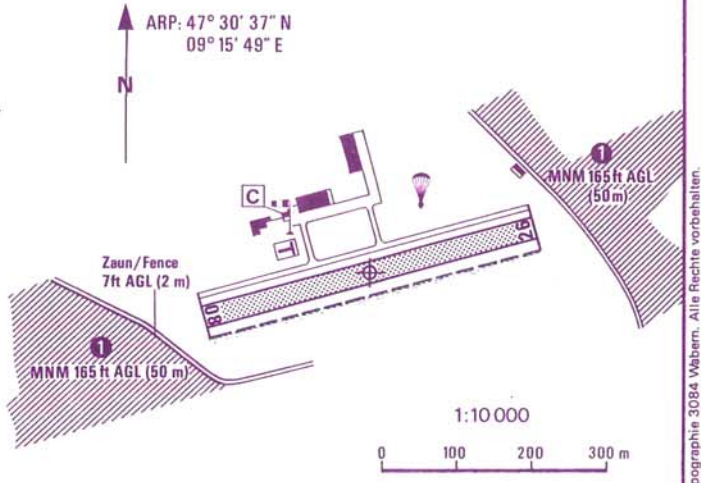 ARP: 47° 30′ 37″ N
09° 15′ 49″ E
N
1
MNM 165 ft AGL
(50 m)
C
T
26
Zaun/Fence
7ft AGL (2 m)
08
1
MNM 165 ft AGL (50 m)
1:10 000
0 100 200 300 m
pographie 3084 Wabern. Alle Rechte vorbehalten.